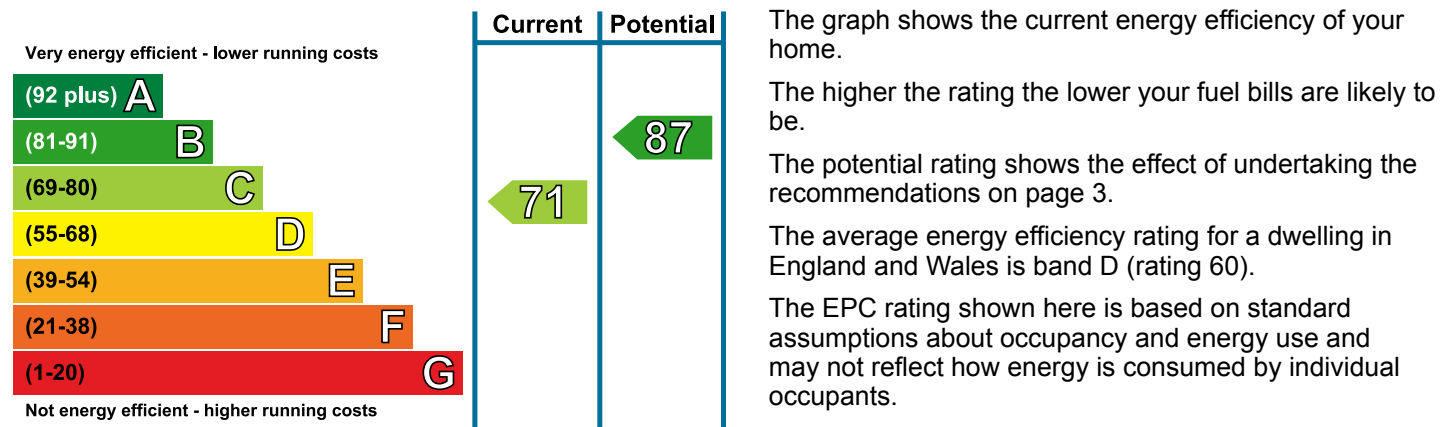 Current Potential
Very energy efficient - lower running costs
(92 plus) A
(81-91) B
87
(69-80) C
71
(55-68) D
(39-54) E
(21-38) F
(1-20) G
Not energy efficient - higher running costs
The graph shows the current energy efficiency of your
home.
The higher the rating the lower your fuel bills are likely to
be.
The potential rating shows the effect of undertaking the
recommendations on page 3.
The average energy efficiency rating for a dwelling in
England and Wales is band D (rating 60).
The EPC rating shown here is based on standard
assumptions about occupancy and energy use and
may not reflect how energy is consumed by individual
occupants.